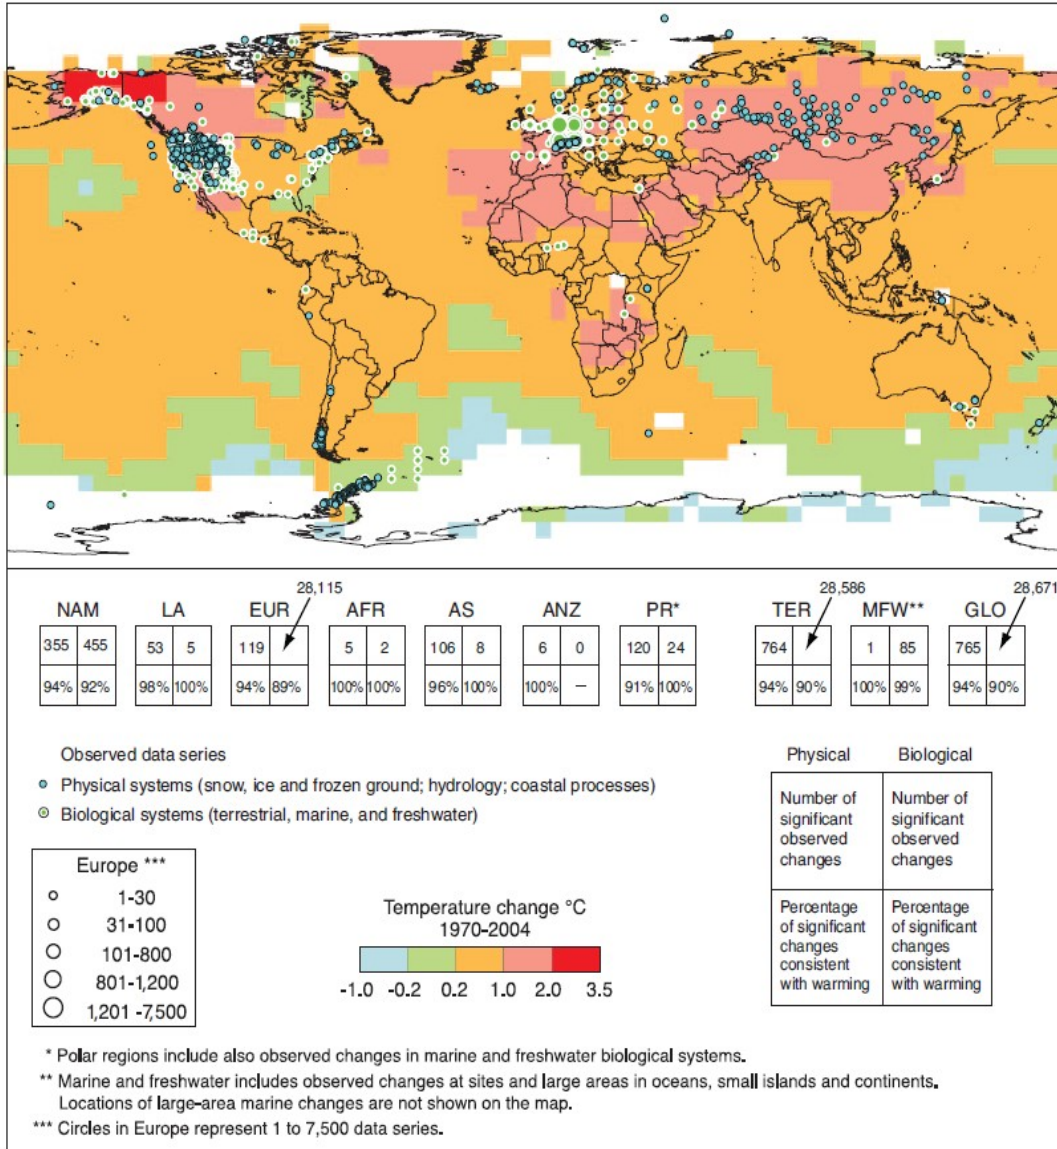 28,115
28,586
28,671
NAM LA EUR AFR AS ANZ PR* TER MFW** GLO
355 455 53 5 119 5 2 106 8 6 0 120 24 764 1 85 765
94% 92% 98% 100% 94% 89% 100% 100% 96% 100% 100% – 91% 100% 94% 90% 100% 99% 94% 90%
Observed data series
Physical systems (snow, ice and frozen ground; hydrology; coastal processes)
Biological systems (terrestrial, marine, and freshwater)
Europe ***
1-30
31-100
101-800
801-1,200
1,201 -7,500
Temperature change °C
1970-2004
-1.0 -0.2 0.2 1.0 2.0 3.5
Physical Biological
Number of significant observed changes
Number of significant observed changes
Percentage of significant changes consistent with warming
Percentage of significant changes consistent with warming
* Polar regions include also observed changes in marine and freshwater biological systems.
** Marine and freshwater includes observed changes at sites and large areas in oceans, small islands and continents.
Locations of large-area marine changes are not shown on the map.
*** Circles in Europe represent 1 to 7,500 data series.